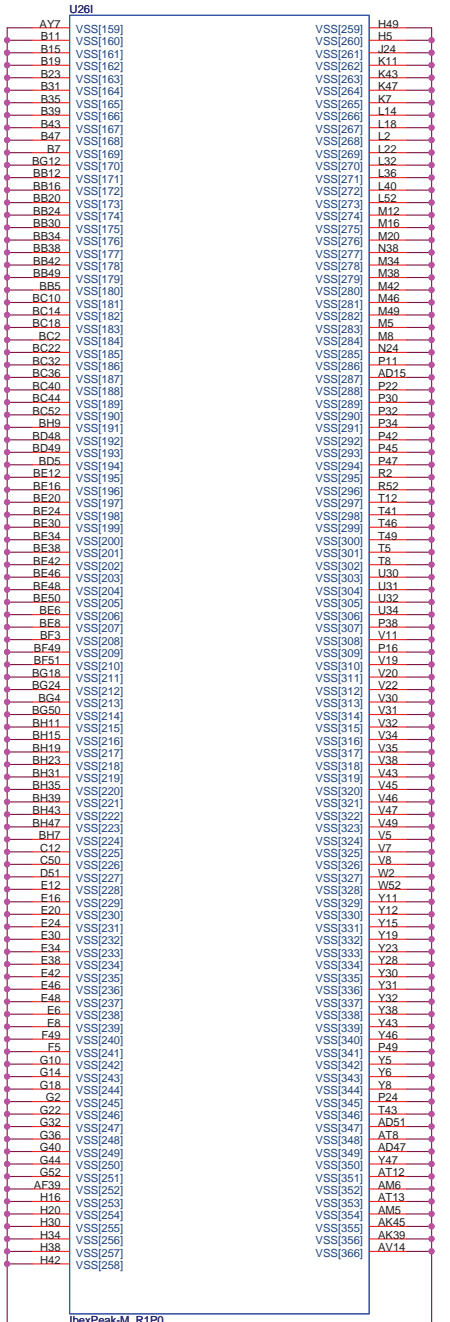 U26I
AY7 VSS[159] VSS[259] H49
B11 VSS[160] VSS[260] H5
B15 VSS[161] VSS[261] J24
B19 VSS[162] VSS[262] K11
B23 VSS[163] VSS[263] K43
B31 VSS[164] VSS[264] K47
B35 VSS[165] VSS[265] K7
B39 VSS[166] VSS[266] L14
B43 VSS[167] VSS[267] L18
B47 VSS[168] VSS[268] L2
B7 VSS[169] VSS[269] L22
BG12 VSS[170] VSS[270] L32
BB12 VSS[171] VSS[271] L36
BB16 VSS[172] VSS[272] L40
BB20 VSS[173] VSS[273] L52
BB24 VSS[174] VSS[274] M12
BB30 VSS[175] VSS[275] M16
BB34 VSS[176] VSS[276] M20
BB38 VSS[177] VSS[277] N38
BB42 VSS[178] VSS[278] M34
BB49 VSS[179] VSS[279] M38
BB5 VSS[180] VSS[280] M42
BC10 VSS[181] VSS[281] M46
BC14 VSS[182] VSS[282] M49
BC18 VSS[183] VSS[283] M5
BC2 VSS[184] VSS[284] M8
BC22 VSS[185] VSS[285] N24
BC32 VSS[186] VSS[286] P11
BC36 VSS[187] VSS[287] AD15
BC40 VSS[188] VSS[288] P22
BC44 VSS[189] VSS[289] P30
BC52 VSS[190] VSS[290] P32
BH9 VSS[191] VSS[291] P34
BD48 VSS[192] VSS[292] P42
BD49 VSS[193] VSS[293] P45
BD5 VSS[194] VSS[294] P47
BE12 VSS[195] VSS[295] R2
BE16 VSS[196] VSS[296] R52
BE20 VSS[197] VSS[297] T12
BE24 VSS[198] VSS[298] T41
BE30 VSS[199] VSS[299] T46
BE34 VSS[200] VSS[300] T49
BE38 VSS[201] VSS[301] T5
BE42 VSS[202] VSS[302] T8
BE46 VSS[203] VSS[303] U30
BE48 VSS[204] VSS[304] U31
BE50 VSS[205] VSS[305] U32
BE6 VSS[206] VSS[306] U34
BE8 VSS[207] VSS[307] P38
BF3 VSS[208] VSS[308] V11
BF49 VSS[209] VSS[309] P16
BF51 VSS[210] VSS[310] V19
BG18 VSS[211] VSS[311] V20
BG24 VSS[212] VSS[312] V22
BG4 VSS[213] VSS[313] V30
BG50 VSS[214] VSS[314] V31
BH11 VSS[215] VSS[315] V32
BH15 VSS[216] VSS[316] V34
BH19 VSS[217] VSS[317] V35
BH23 VSS[218] VSS[318] V38
BH31 VSS[219] VSS[319] V43
BH35 VSS[220] VSS[320] V45
BH39 VSS[221] VSS[321] V46
BH43 VSS[222] VSS[322] V47
BH47 VSS[223] VSS[323] V49
BH7 VSS[224] VSS[324] V5
C12 VSS[225] VSS[325] V7
C50 VSS[226] VSS[326] V8
D51 VSS[227] VSS[327] W2
E12 VSS[228] VSS[328] W52
E16 VSS[229] VSS[329] Y11
E20 VSS[230] VSS[330] Y12
E24 VSS[231] VSS[331] Y15
E30 VSS[232] VSS[332] Y19
E34 VSS[233] VSS[333] Y23
E38 VSS[234] VSS[334] Y28
E42 VSS[235] VSS[335] Y30
E46 VSS[236] VSS[336] Y31
E48 VSS[237] VSS[337] Y32
E6 VSS[238] VSS[338] Y38
E8 VSS[239] VSS[339] Y43
F49 VSS[240] VSS[340] Y46
F5 VSS[241] VSS[341] P49
G10 VSS[242] VSS[342] Y5
G14 VSS[243] VSS[343] Y6
G18 VSS[244] VSS[344] Y8
G2 VSS[245] VSS[345] P24
G22 VSS[246] VSS[346] T43
G32 VSS[247] VSS[347] AD51
G36 VSS[248] VSS[348] AT8
G40 VSS[249] VSS[349] AD47
G44 VSS[250] VSS[350] Y47
G52 VSS[251] VSS[351] AT12
AF39 VSS[252] VSS[352] AM6
H16 VSS[253] VSS[353] AT13
H20 VSS[254] VSS[354] AM5
H30 VSS[255] VSS[355] AK45
H34 VSS[256] VSS[356] AK39
H38 VSS[257] VSS[366] AV14
H42 VSS[258]
IbexPeak-M_R1P0